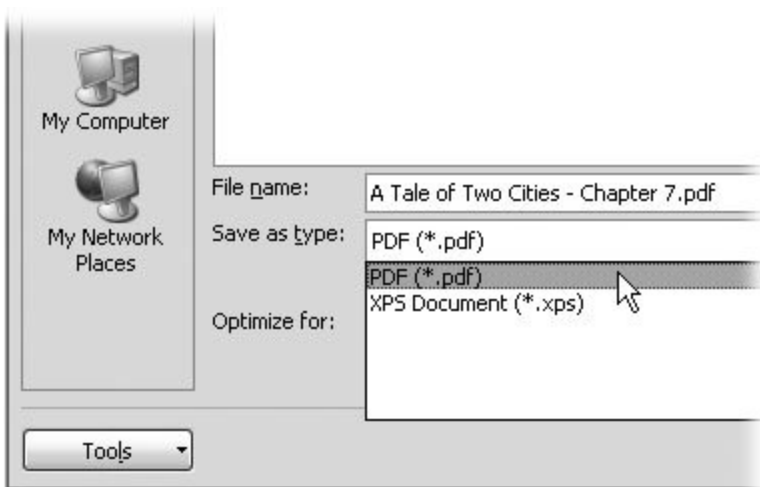 My Computer
My Network
Places
File name:
A Tale of Two Cities - Chapter 7.pdf
Save as type:
PDF (*.pdf)
PDF (*.pdf)
XPS Document (*.xps)
Optimize for:
Tools